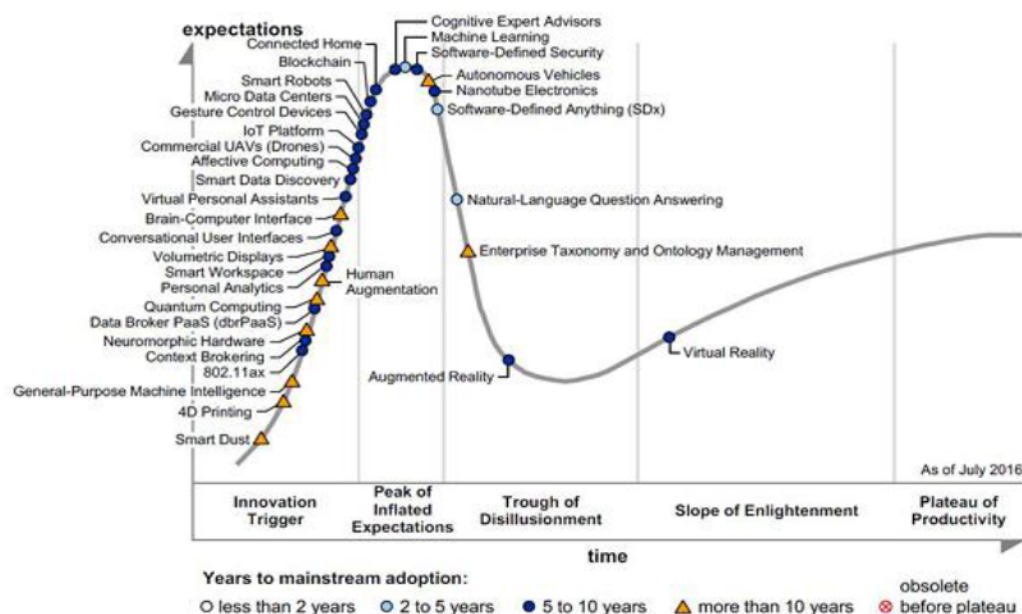 expectations
Cognitive Expert Advisors
Machine Learning
Software-Defined Security
Connected Home
Blockchain
Smart Robots
Micro Data Centers
Gesture Control Devices
IoT Platform
Commercial UAVs (Drones)
Affective Computing
Smart Data Discovery
Virtual Personal Assistants
Brain-Computer Interface
Conversational User Interfaces
Volumetric Displays
Smart Workspace
Personal Analytics
Quantum Computing
Data Broker PaaS (dbrPaaS)
Neuromorphic Hardware
Context Brokering
802.11ax
General-Purpose Machine Intelligence
4D Printing
Smart Dust
Human
Augmentation
Autonomous Vehicles
Nanotube Electronics
Software-Defined Anything (SDx)
Natural-Language Question Answering
Enterprise Taxonomy and Ontology Management
Augmented Reality
Virtual Reality
As of July 2016
Innovation
Trigger
Peak of
Inflated
Expectations
Trough of
Disillusionment
Slope of Enlightenment
Plateau of
Productivity
time
Years to mainstream adoption:
less than 2 years
2 to 5 years
5 to 10 years
more than 10 years
obsolete
before plateau